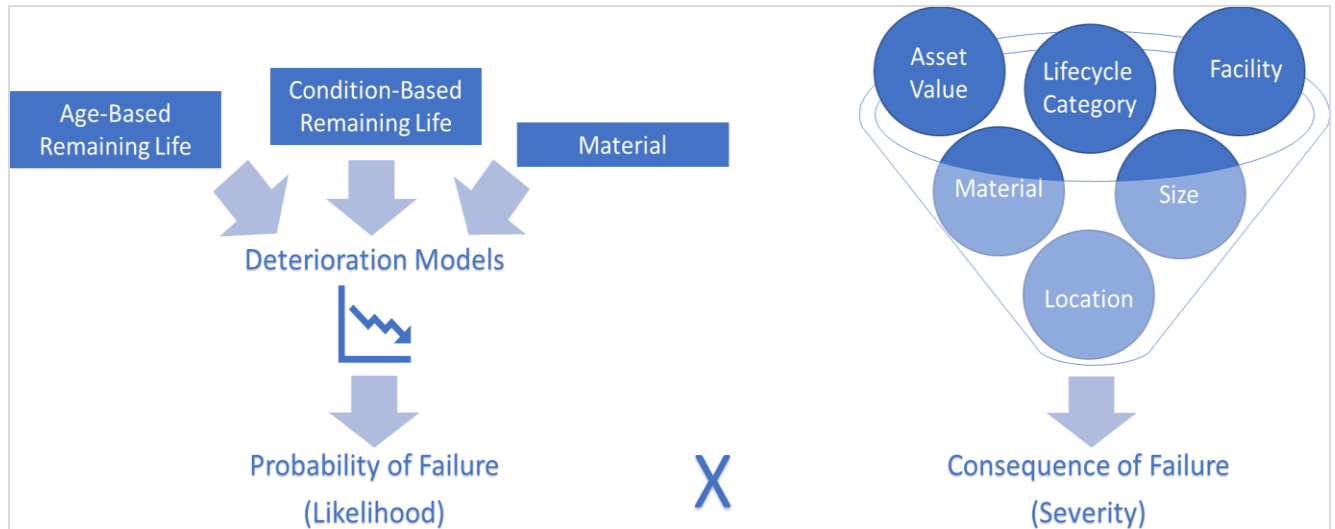 Age-Based
Remaining Life
Condition-Based
Remaining Life
Material
Deterioration Models
Probability of Failure
(Likelihood)
X
Asset
Value
Lifecycle
Category
Facility
Material
Size
Location
Consequence of Failure
(Severity)